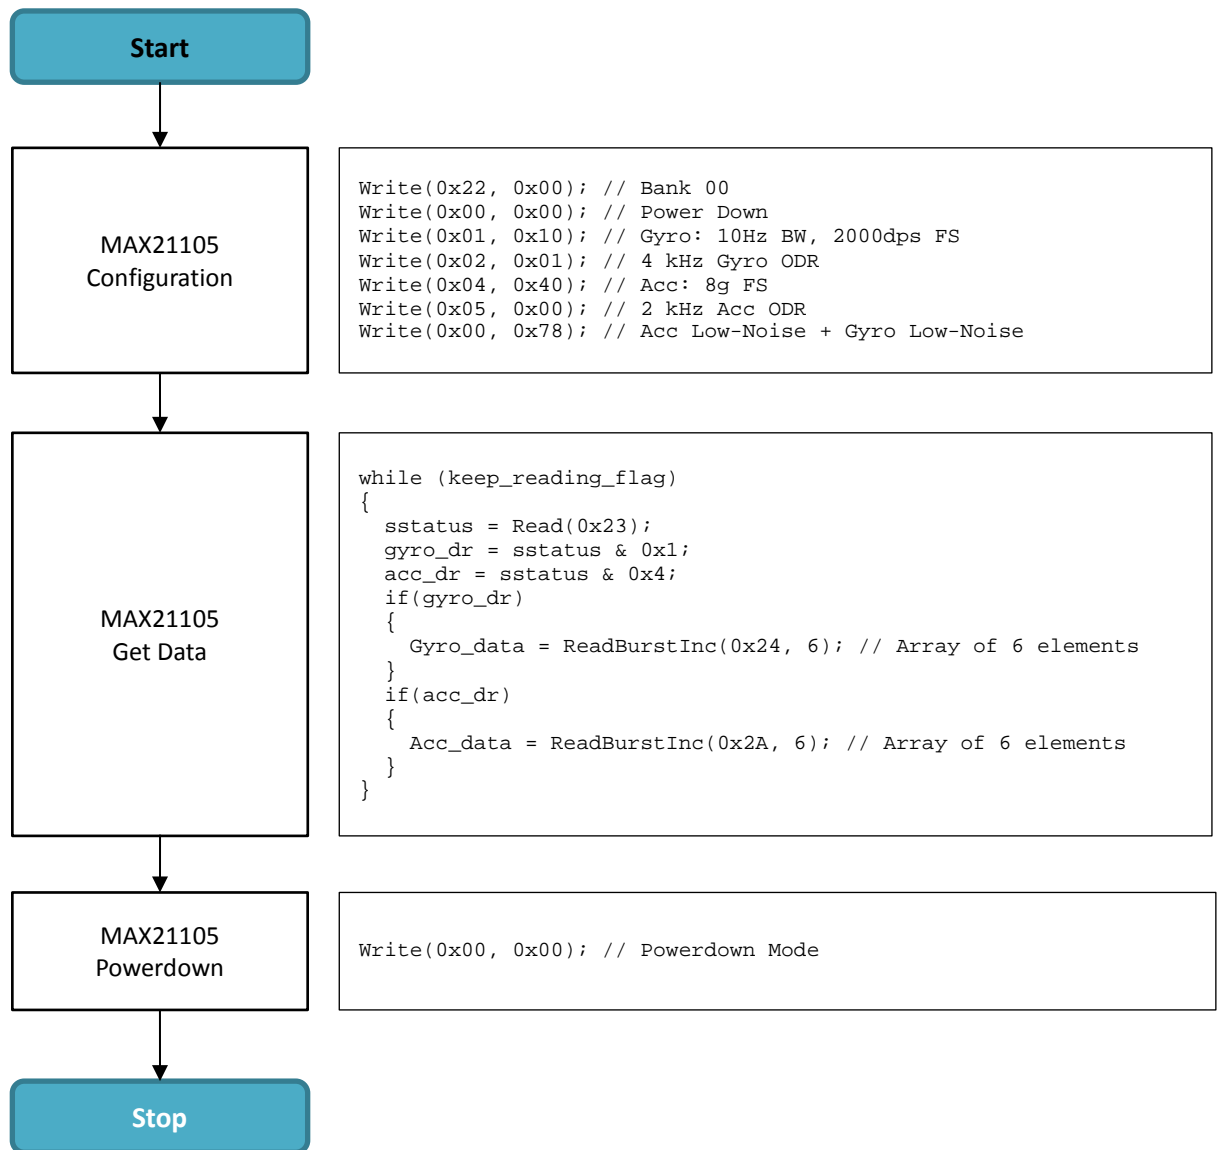 Start
MAX21105
Configuration
Write(0x22, 0x00); // Bank 00
Write(0x00, 0x00); // Power Down
Write(0x01, 0x10); // Gyro: 10Hz BW, 2000dps FS
Write(0x02, 0x01); // 4 kHz Gyro ODR
Write(0x04, 0x40); // Acc: 8g FS
Write(0x05, 0x00); // 2 kHz Acc ODR
Write(0x00, 0x78); // Acc Low-Noise + Gyro Low-Noise
MAX21105
Get Data
while (keep_reading_flag)
{
  sstatus = Read(0x23);
  gyro_dr = sstatus & 0x1;
  acc_dr = sstatus & 0x4;
  if(gyro_dr)
  {
    Gyro_data = ReadBurstInc(0x24, 6); // Array of 6 elements
  }
  if(acc_dr)
  {
    Acc_data = ReadBurstInc(0x2A, 6); // Array of 6 elements
  }
}
MAX21105
Powerdown
Write(0x00, 0x00); // Powerdown Mode
Stop